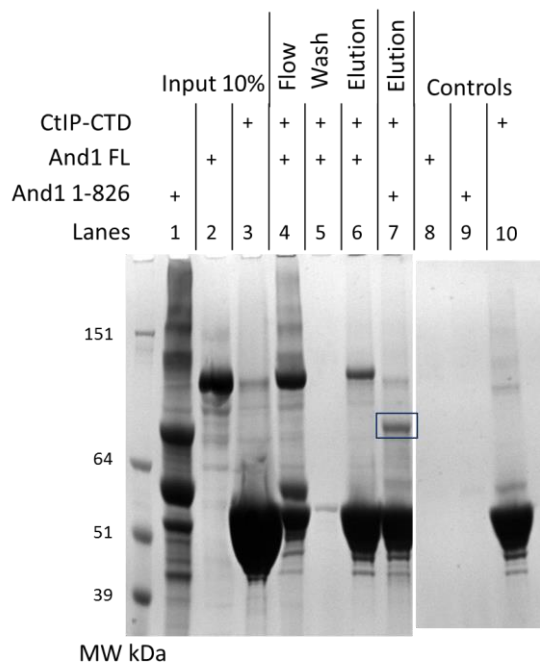 Input 10% Flow Wash Elution Elution Controls
CtIP-CTD + + + + + +
And1 FL + + + + +
And1 1-826 + + +
Lanes 1 2 3 4 5 6 7 8 9 10
151
64
51
39
MW kDa